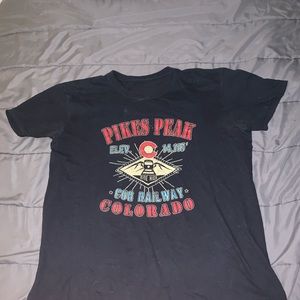 PIKES PEAK
ELEV. 14,115'
· COG RAILWAY ·
COLORADO